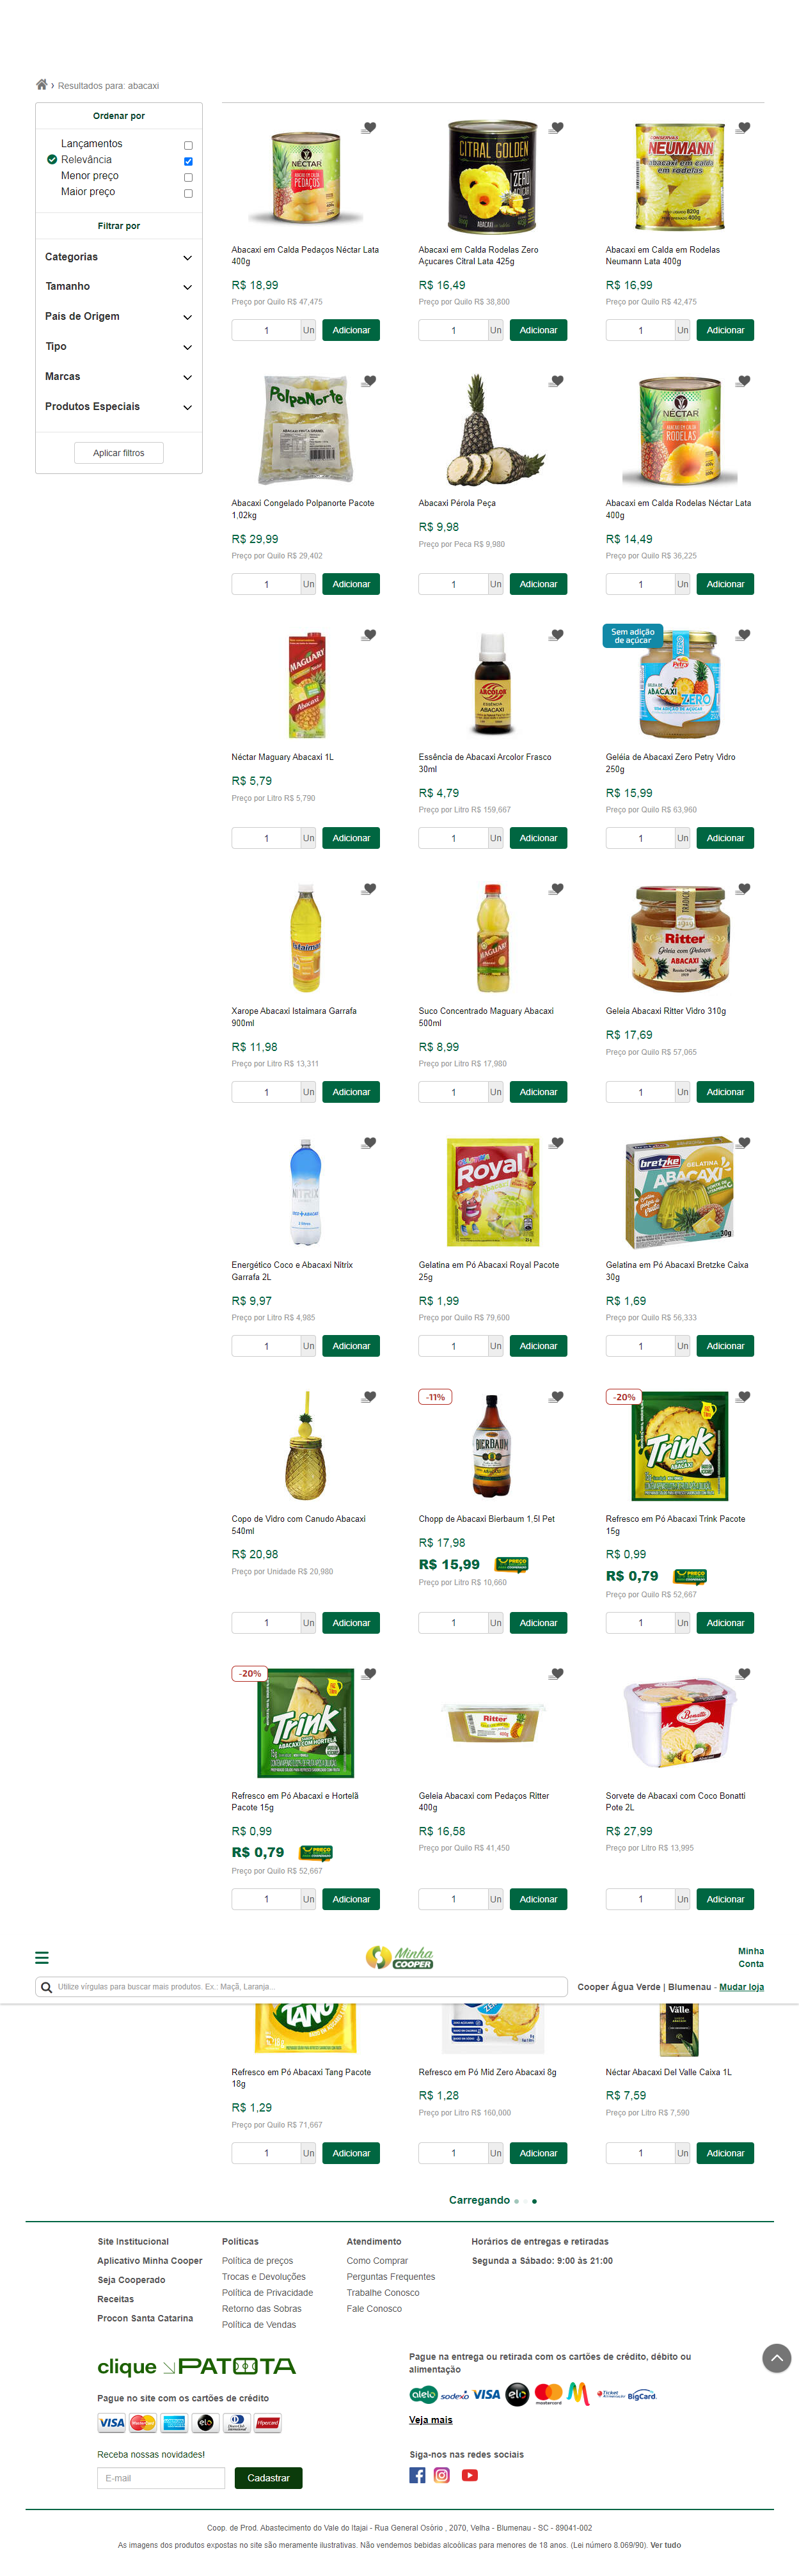 Resultados para: abacaxi
Ordenar por
Lançamentos
Relevância
Menor preço
Maior preço
Filtrar por
Categorias
Tamanho
País de Origem
Tipo
Marcas
Produtos Especiais
Aplicar filtros
Abacaxi em Calda Pedaços Néctar Lata
400g
R$ 18,99
Preço por Quilo R$ 47,475
1 Un Adicionar
Abacaxi em Calda Rodelas Zero
Açucares Citral Lata 425g
R$ 16,49
Preço por Quilo R$ 38,800
1 Un Adicionar
Abacaxi em Calda em Rodelas
Neumann Lata 400g
R$ 16,99
Preço por Quilo R$ 42,475
1 Un Adicionar
Abacaxi Congelado Polpanorte Pacote
1,02kg
R$ 29,99
Preço por Quilo R$ 29,402
1 Un Adicionar
Abacaxi Pérola Peça
R$ 9,98
Preço por Peca R$ 9,980
1 Un Adicionar
Abacaxi em Calda Rodelas Néctar Lata
400g
R$ 14,49
Preço por Quilo R$ 36,225
1 Un Adicionar
Néctar Maguary Abacaxi 1L
R$ 5,79
Preço por Litro R$ 5,790
1 Un Adicionar
Essência de Abacaxi Arcolor Frasco
30ml
R$ 4,79
Preço por Litro R$ 159,667
1 Un Adicionar
Sem adição
de açúcar
Geléia de Abacaxi Zero Petry Vidro
250g
R$ 15,99
Preço por Quilo R$ 63,960
1 Un Adicionar
Xarope Abacaxi Istaimara Garrafa
900ml
R$ 11,98
Preço por Litro R$ 13,311
1 Un Adicionar
Suco Concentrado Maguary Abacaxi
500ml
R$ 8,99
Preço por Litro R$ 17,980
1 Un Adicionar
Geleia Abacaxi Ritter Vidro 310g
R$ 17,69
Preço por Quilo R$ 57,065
1 Un Adicionar
Energético Coco e Abacaxi Nitrix
Garrafa 2L
R$ 9,97
Preço por Litro R$ 4,985
1 Un Adicionar
Gelatina em Pó Abacaxi Royal Pacote
25g
R$ 1,99
Preço por Quilo R$ 79,600
1 Un Adicionar
Gelatina em Pó Abacaxi Bretzke Caixa
30g
R$ 1,69
Preço por Quilo R$ 56,333
1 Un Adicionar
Copo de Vidro com Canudo Abacaxi
540ml
R$ 20,98
Preço por Unidade R$ 20,980
1 Un Adicionar
-11%
Chopp de Abacaxi Bierbaum 1,5l Pet
R$ 17,98
R$ 15,99
Preço por Litro R$ 10,660
1 Un Adicionar
-20%
Refresco em Pó Abacaxi Trink Pacote
15g
R$ 0,99
R$ 0,79
Preço por Quilo R$ 52,667
1 Un Adicionar
-20%
Refresco em Pó Abacaxi e Hortelã
Pacote 15g
R$ 0,99
R$ 0,79
Preço por Quilo R$ 52,667
1 Un Adicionar
Geleia Abacaxi com Pedaços Ritter
400g
R$ 16,58
Preço por Quilo R$ 41,450
1 Un Adicionar
Sorvete de Abacaxi com Coco Bonatti
Pote 2L
R$ 27,99
Preço por Litro R$ 13,995
1 Un Adicionar
Minha
COOPER
Minha
Conta
Utilize vírgulas para buscar mais produtos. Ex.: Maçã, Laranja...
Cooper Água Verde | Blumenau - Mudar loja
Refresco em Pó Abacaxi Tang Pacote
18g
R$ 1,29
Preço por Quilo R$ 71,667
1 Un Adicionar
Refresco em Pó Mid Zero Abacaxi 8g
R$ 1,28
Preço por Litro R$ 160,000
1 Un Adicionar
Néctar Abacaxi Del Valle Caixa 1L
R$ 7,59
Preço por Litro R$ 7,590
1 Un Adicionar
Carregando
Site Institucional
Aplicativo Minha Cooper
Seja Cooperado
Receitas
Procon Santa Catarina
Políticas
Política de preços
Trocas e Devoluções
Política de Privacidade
Retorno das Sobras
Política de Vendas
Atendimento
Como Comprar
Perguntas Frequentes
Trabalhe Conosco
Fale Conosco
Horários de entregas e retiradas
Segunda a Sábado: 9:00 às 21:00
clique PATOTA
Pague no site com os cartões de crédito
Pague na entrega ou retirada com os cartões de crédito, débito ou
alimentação
Veja mais
Receba nossas novidades!
E-mail
Cadastrar
Siga-nos nas redes sociais
Coop. de Prod. Abastecimento do Vale do Itajaí - Rua General Osório , 2070, Velha - Blumenau - SC - 89041-002
As imagens dos produtos expostas no site são meramente ilustrativas. Não vendemos bebidas alcoólicas para menores de 18 anos. (Lei número 8.069/90). Ver tudo